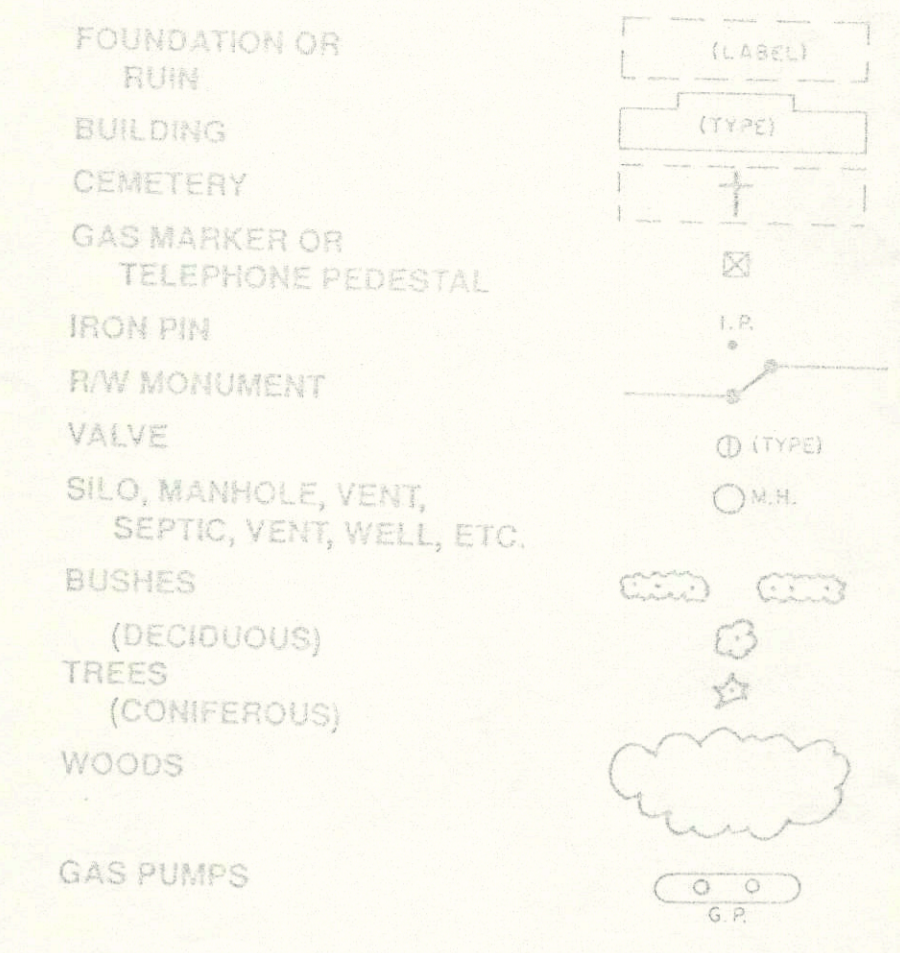 FOUNDATION OR (LABEL)
RUIN
BUILDING (TYPE)
CEMETERY
GAS MARKER OR
TELEPHONE PEDESTAL
IRON PIN I.P.
R/W MONUMENT
VALVE (TYPE)
SILO, MANHOLE, VENT, M.H.
SEPTIC, VENT, WELL, ETC.
BUSHES
(DECIDUOUS)
TREES
(CONIFEROUS)
WOODS
GAS PUMPS
G.P.